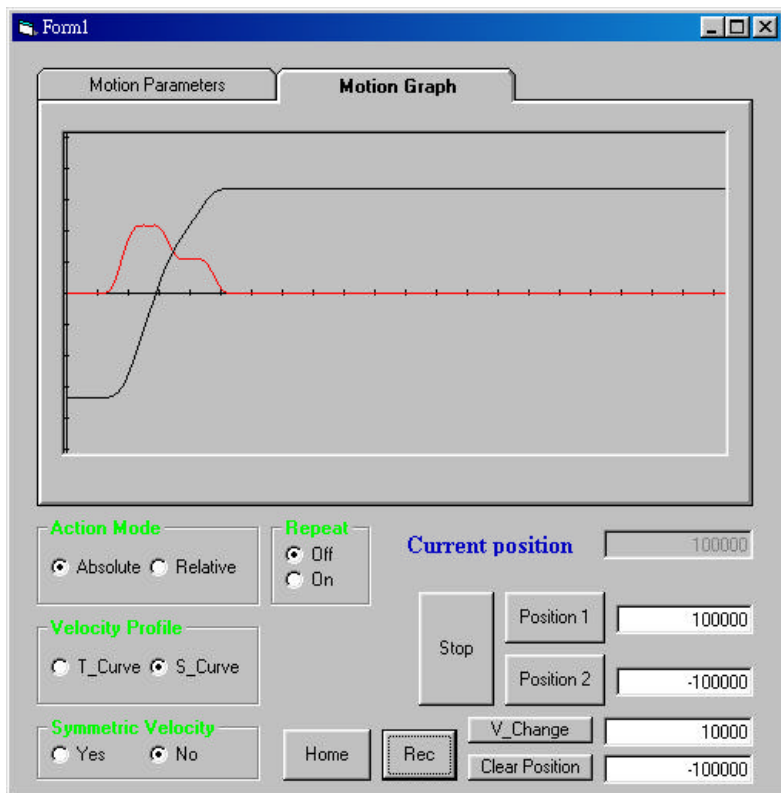 Form1
Motion Parameters
Motion Graph
Action Mode
Absolute
Relative
Repeat
Off
On
Current position
100000
Velocity Profile
T_Curve
S_Curve
Stop
Position 1
100000
Position 2
-100000
Symmetric Velocity
Yes
No
Home
Rec
V_Change
10000
Clear Position
-100000